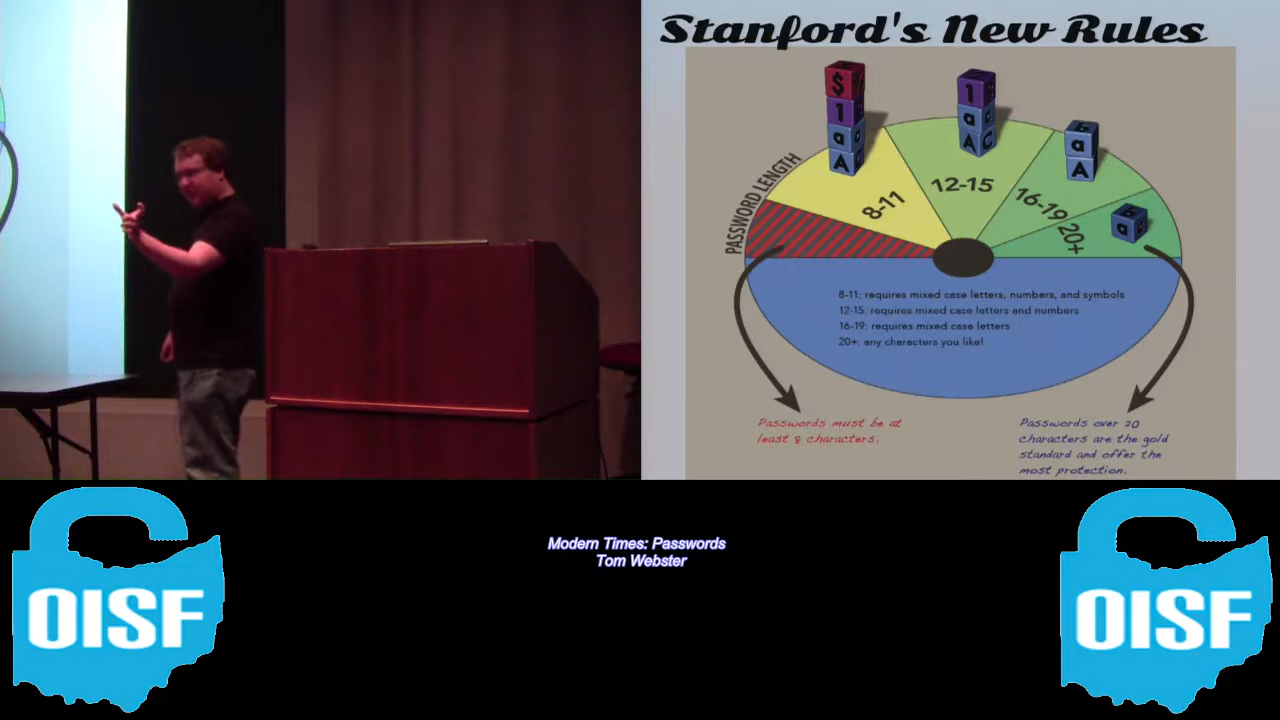 Stanford's New Rules
PASSWORD LENGTH
$
1
a
A
1
a
A C
6
a
A
a
8-11
12-15
16-19
20+
8-11: requires mixed case letters, numbers, and symbols
12-15: requires mixed case letters and numbers
16-19: requires mixed case letters
20+: any characters you like!
Passwords must be at
least 8 characters.
Passwords over 20
characters are the gold
standard and offer the
most protection.
Modern Times: Passwords
Tom Webster
OISF
OISF